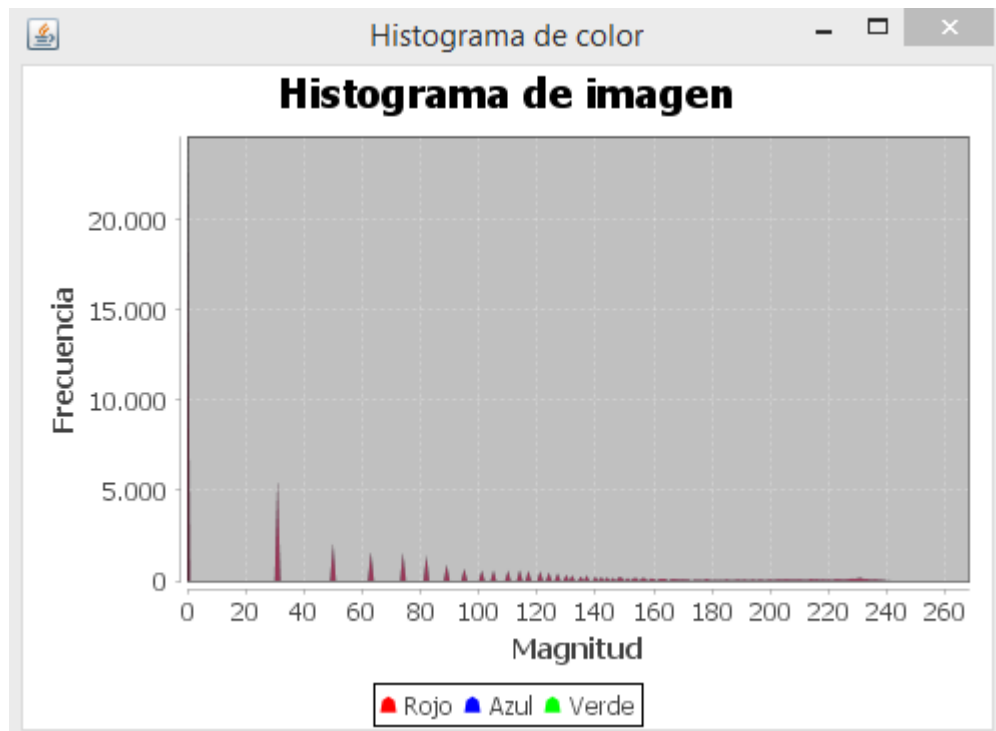 Histograma de color
Histograma de imagen
Frecuencia
20.000
15.000
10.000
5.000
0
0 20 40 60 80 100 120 140 160 180 200 220 240 260
Magnitud
Rojo Azul Verde